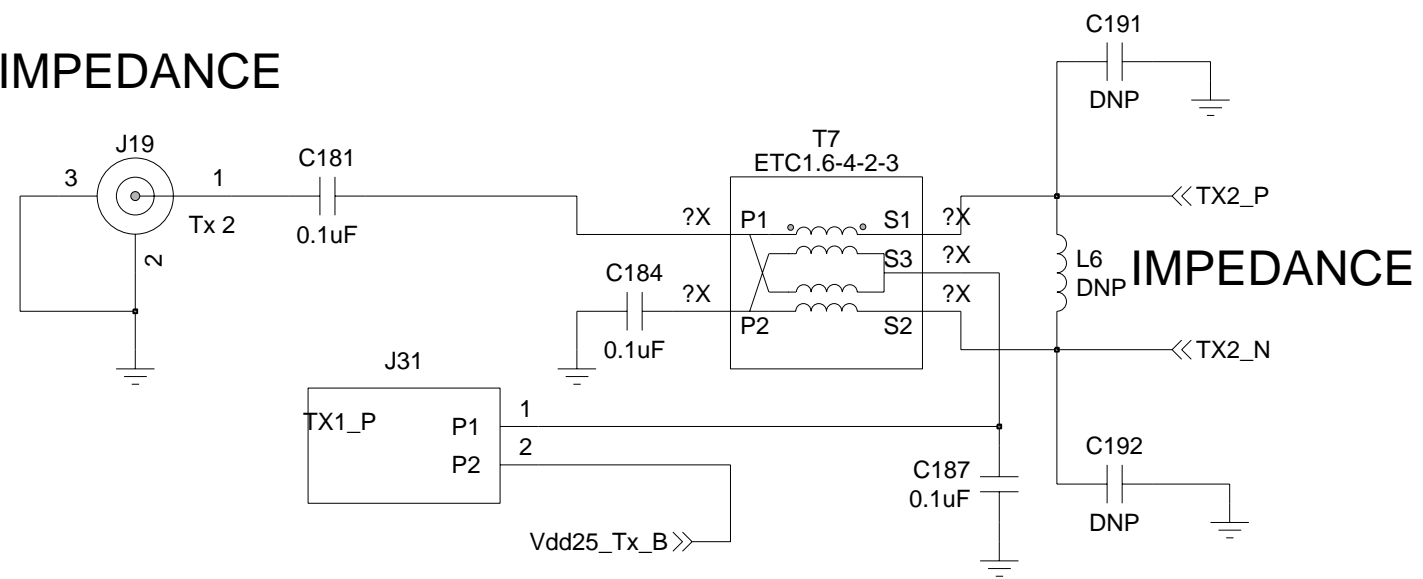 C191
DNP
IMPEDANCE
J19
3
1
Tx 2
2
C181
0.1uF
T7
ETC1.6-4-2-3
?X
P1
S1
?X
S3
?X
?X
P2
S2
?X
C184
0.1uF
TX2_P
L6
DNP
IMPEDANCE
TX2_N
J31
TX1_P
P1
1
P2
2
Vdd25_Tx_B
C187
0.1uF
C192
DNP